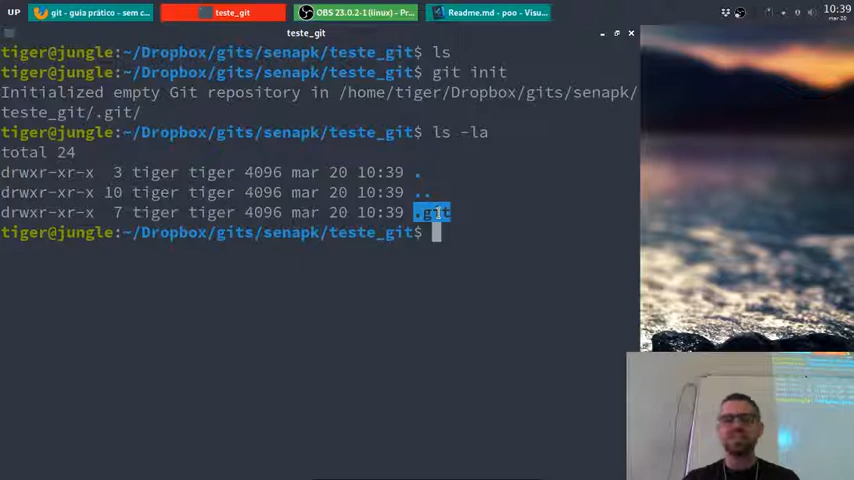 UP
git - guia prático - sem c...
teste_git
OBS 23.0.2-1 (linux) - Pr...
Readme.md - poo - Visu...
10:39
mar 20
teste_git
tiger@jungle:~/Dropbox/gits/senapk/teste_git$ ls
tiger@jungle:~/Dropbox/gits/senapk/teste_git$ git init
Initialized empty Git repository in /home/tiger/Dropbox/gits/senapk/
teste_git/.git/
tiger@jungle:~/Dropbox/gits/senapk/teste_git$ ls -la
total 24
drwxr-xr-x  3 tiger tiger 4096 mar 20 10:39 .
drwxr-xr-x 10 tiger tiger 4096 mar 20 10:39 ..
drwxr-xr-x  7 tiger tiger 4096 mar 20 10:39 .git
tiger@jungle:~/Dropbox/gits/senapk/teste_git$